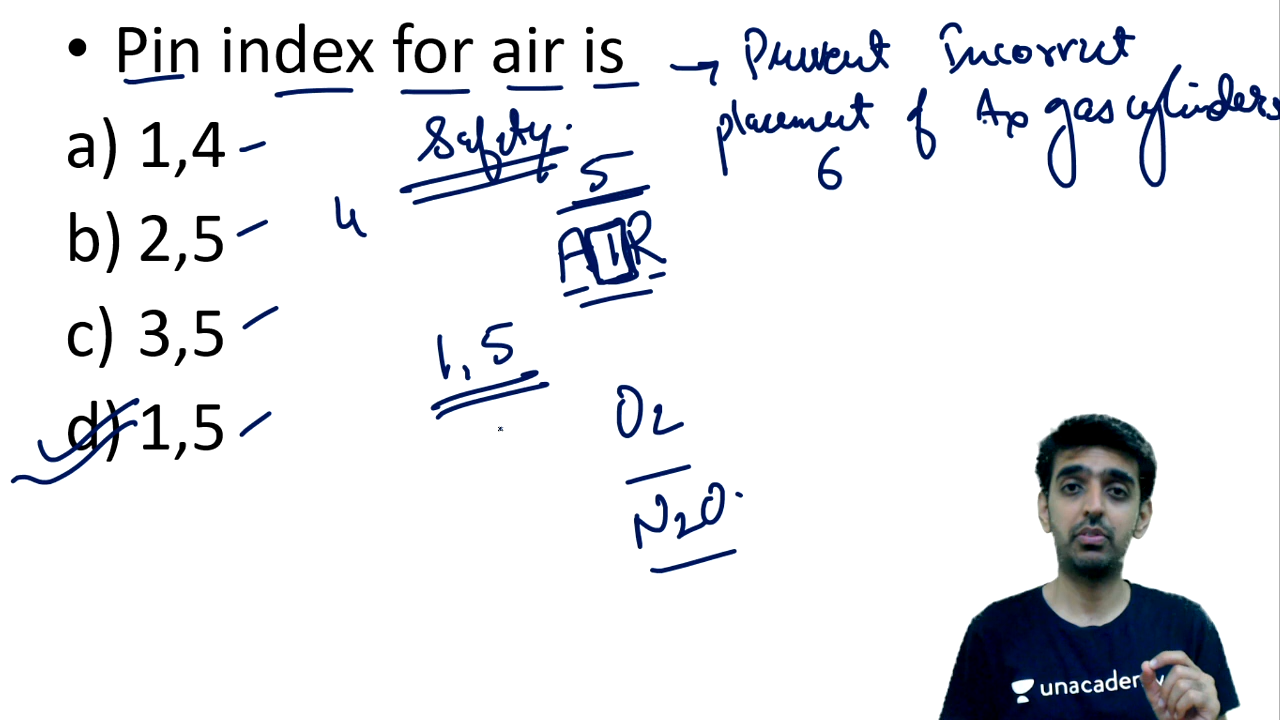 • Pin index for air is → Prevent Incorrect
placement of Ax gas cylinders
a) 1,4
Safety.
5
6
b) 2,5
4
AIR
c) 3,5
1,5
d) 1,5
O2
N2O.
unacademy